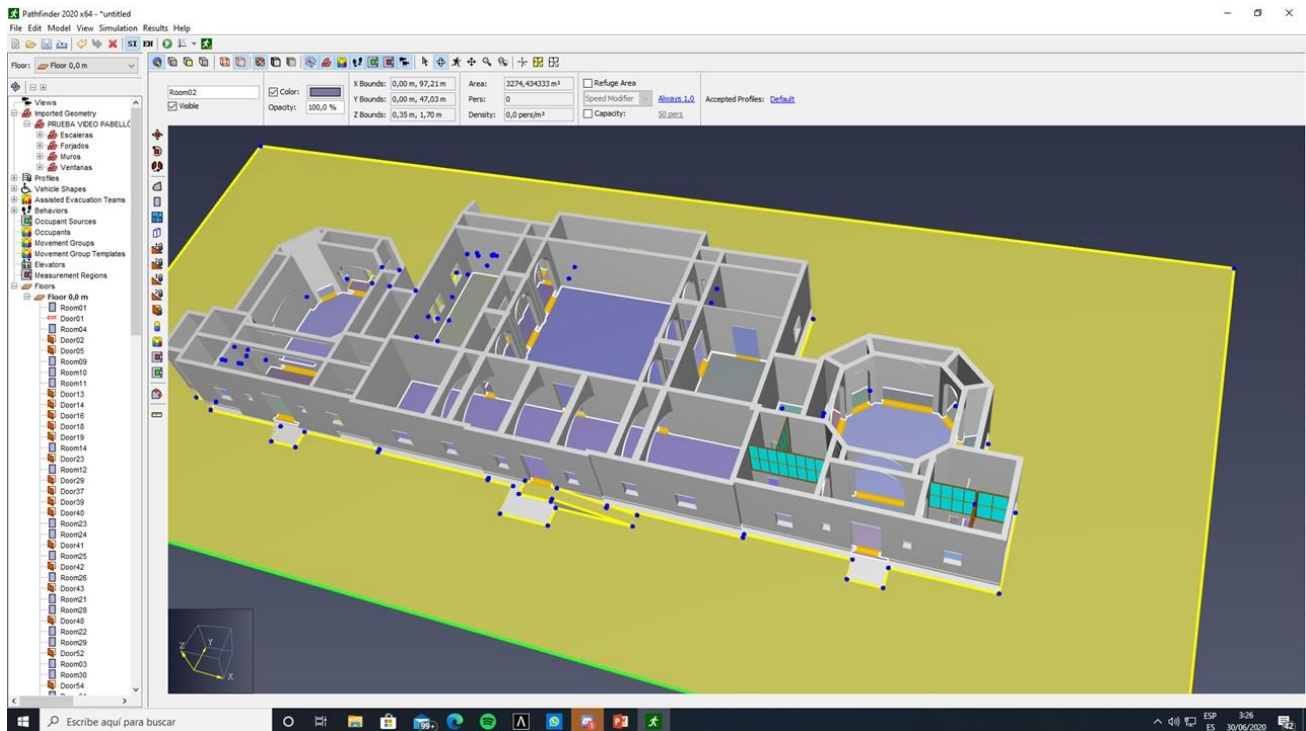 Pathfinder 2020 x64 - *untitled
File Edit Model View Simulation Results Help
SI EN
Floor: Floor 0,0 m
Room02
Visible
Color:
Opacity: 100,0 %
X Bounds: 0,00 m, 97,21 m
Y Bounds: 0,00 m, 47,03 m
Z Bounds: 0,35 m, 1,70 m
Area: 3274,434333 m²
Pers: 0
Density: 0,0 pers/m²
Refuge Area
Speed Modifier Always 1.0
Capacity: 50 pers
Accepted Profiles: Default
Views
Imported Geometry
PRUEBA VIDEO PABELLÓ
Escaleras
Forjados
Muros
Ventanas
Profiles
Vehicle Shapes
Assisted Evacuation Teams
Behaviors
Occupant Sources
Occupants
Movement Groups
Movement Group Templates
Elevators
Measurement Regions
Floors
Floor 0,0 m
Room01
Door01
Room04
Door02
Door05
Room09
Room10
Room11
Door13
Door14
Door16
Door18
Door19
Room14
Door23
Room12
Door29
Door37
Door39
Door40
Room23
Room24
Door41
Room25
Door42
Room26
Door43
Room21
Room28
Door48
Room22
Room29
Door52
Room03
Room30
Door54
Z Y X
Escribe aquí para buscar
99+
ESP
ES
3:26
30/06/2020
42